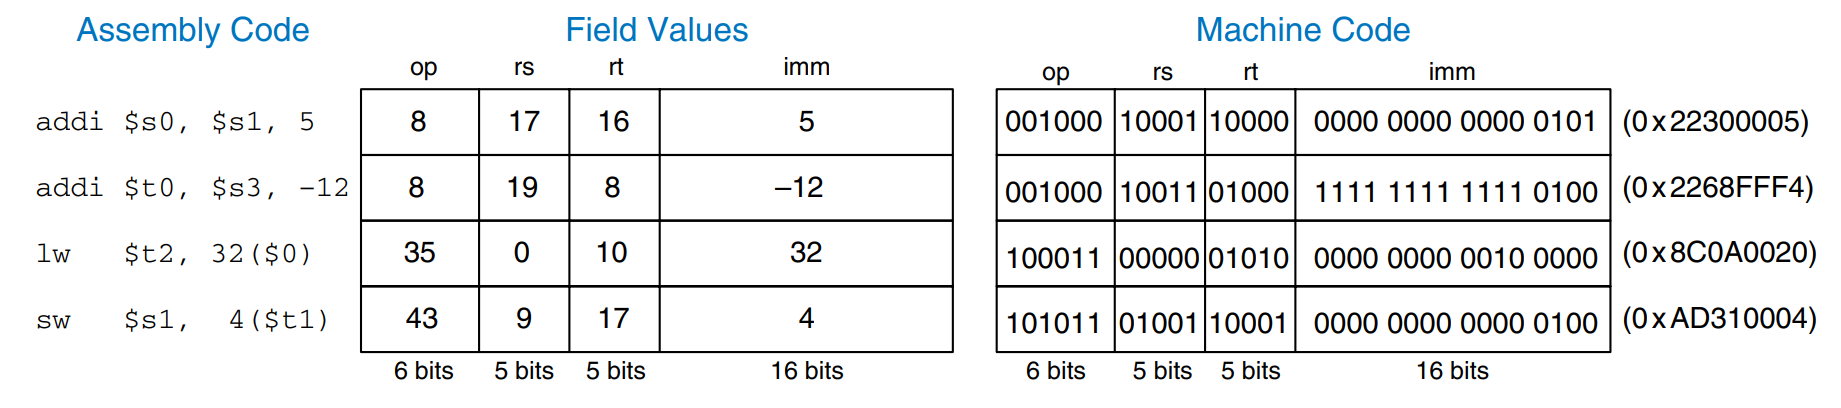 Assembly Code Field Values Machine Code
op rs rt imm op rs rt imm
addi $s0, $s1, 5 8 17 16 5 001000 10001 10000 0000 0000 0000 0101 (0x22300005)
addi $t0, $s3, −12 8 19 8 −12 001000 10011 01000 1111 1111 1111 0100 (0x2268FFF4)
lw $t2, 32($0) 35 0 10 32 100011 00000 01010 0000 0000 0010 0000 (0x8C0A0020)
sw $s1, 4($t1) 43 9 17 4 101011 01001 10001 0000 0000 0000 0100 (0xAD310004)
6 bits 5 bits 5 bits 16 bits 6 bits 5 bits 5 bits 16 bits